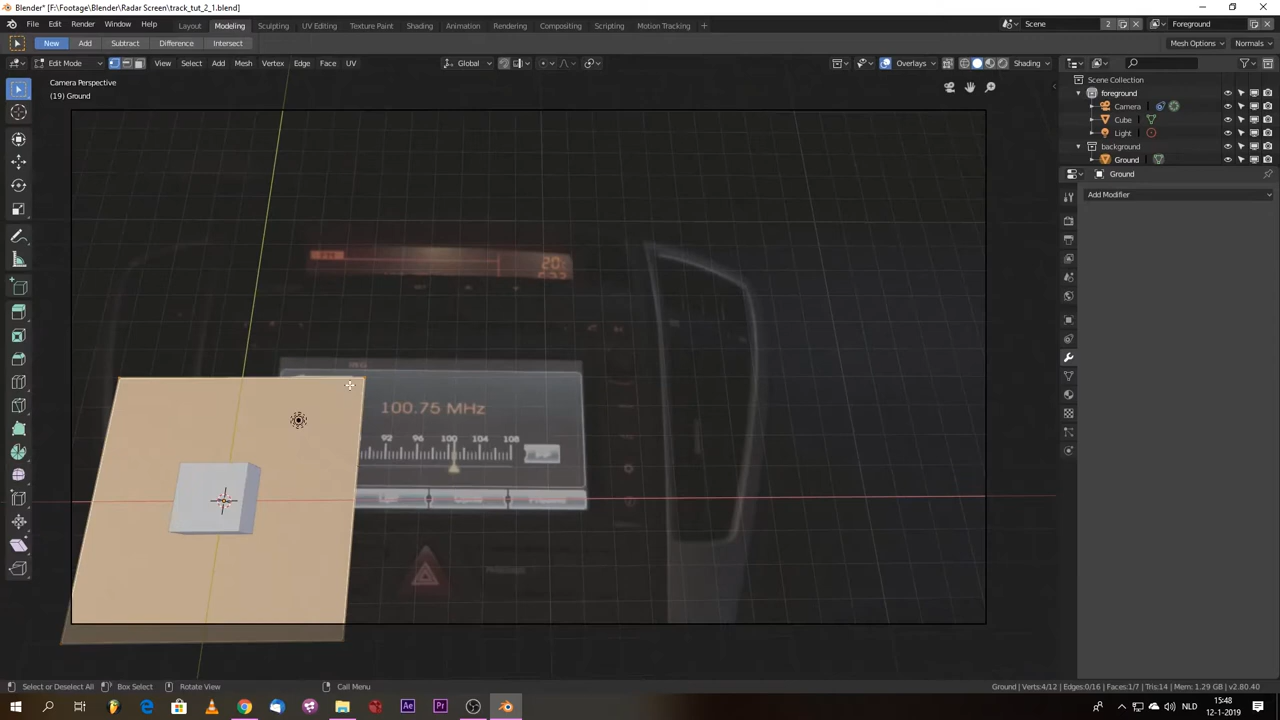 Blender* [F:\Footage\Blender\Radar Screen\track_tut_2_1.blend]
File Edit Render Window Help Layout Modeling Sculpting UV Editing Texture Paint Shading Animation Rendering Compositing Scripting Motion Tracking + Scene 2 Foreground
New Add Subtract Difference Intersect Mesh Options Normals
Edit Mode View Select Add Mesh Vertex Edge Face UV Global Overlays Shading
Camera Perspective
(19) Ground
Scene Collection
foreground
Camera
Cube
Light
background
Ground
Ground
Add Modifier
100.75 MHz
92 96 100 104 108
Select or Deselect All Box Select Rotate View Call Menu Ground | Verts:4/12 | Edges:0/16 | Faces:1/7 | Tris:14 | Mem: 1.29 GB | v2.80.40
15:48
NLD
12-1-2019